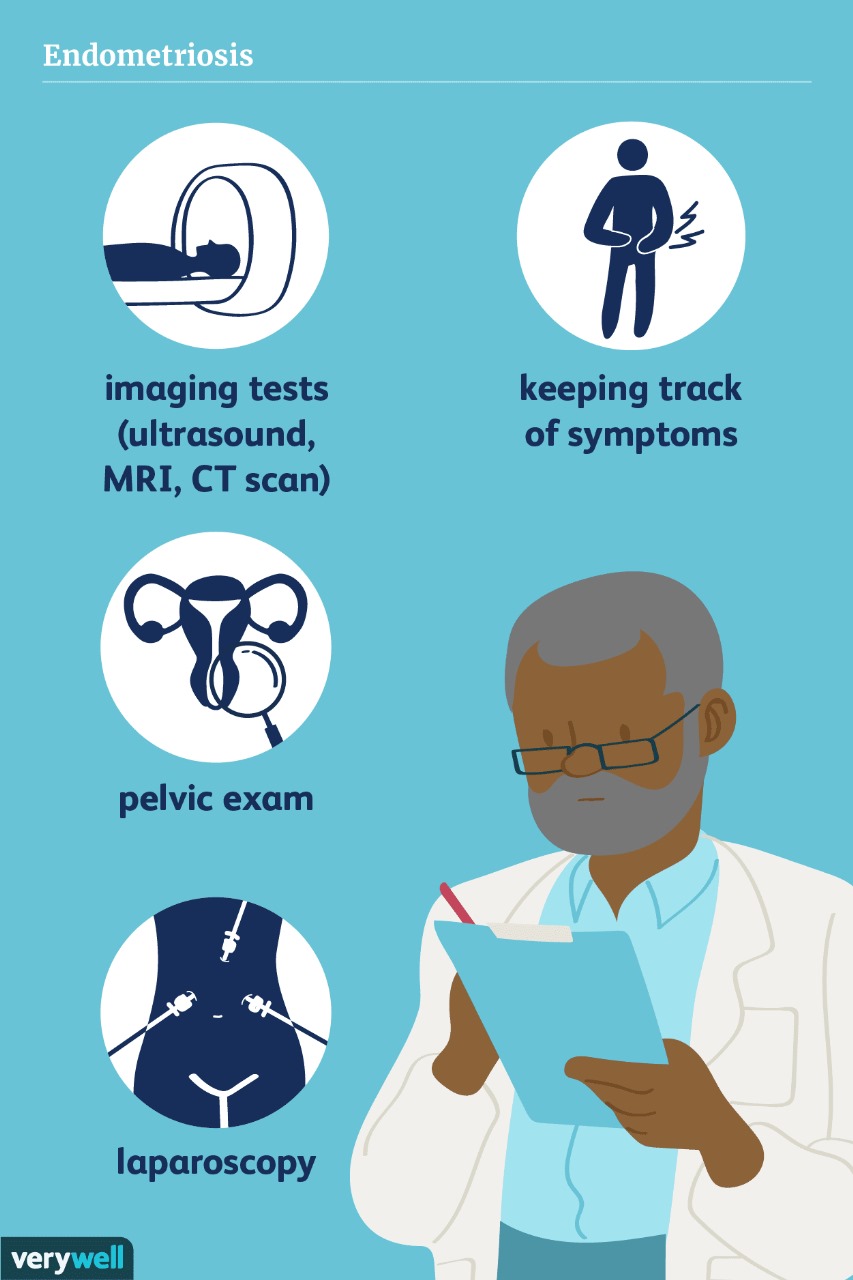 Endometriosis
imaging tests
(ultrasound,
MRI, CT scan)
keeping track
of symptoms
pelvic exam
laparoscopy
verywell